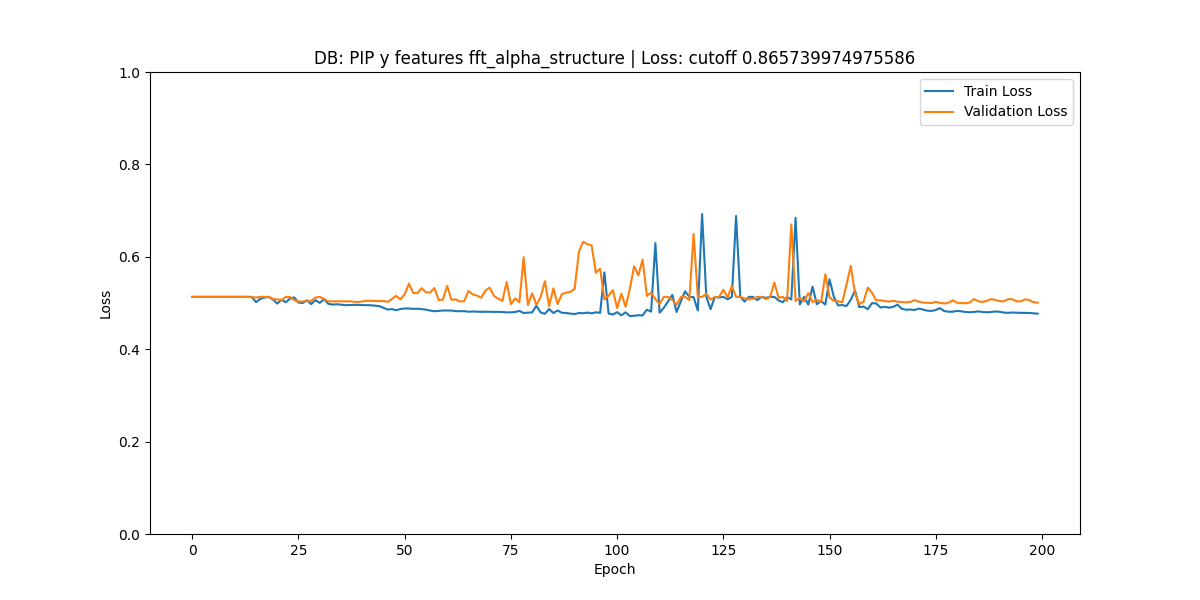 DB: PIP y features fft_alpha_structure | Loss: cutoff 0.865739974975586
Train Loss
Validation Loss
Loss
1.0
0.8
0.6
0.4
0.2
0.0
0 25 50 75 100 125 150 175 200
Epoch